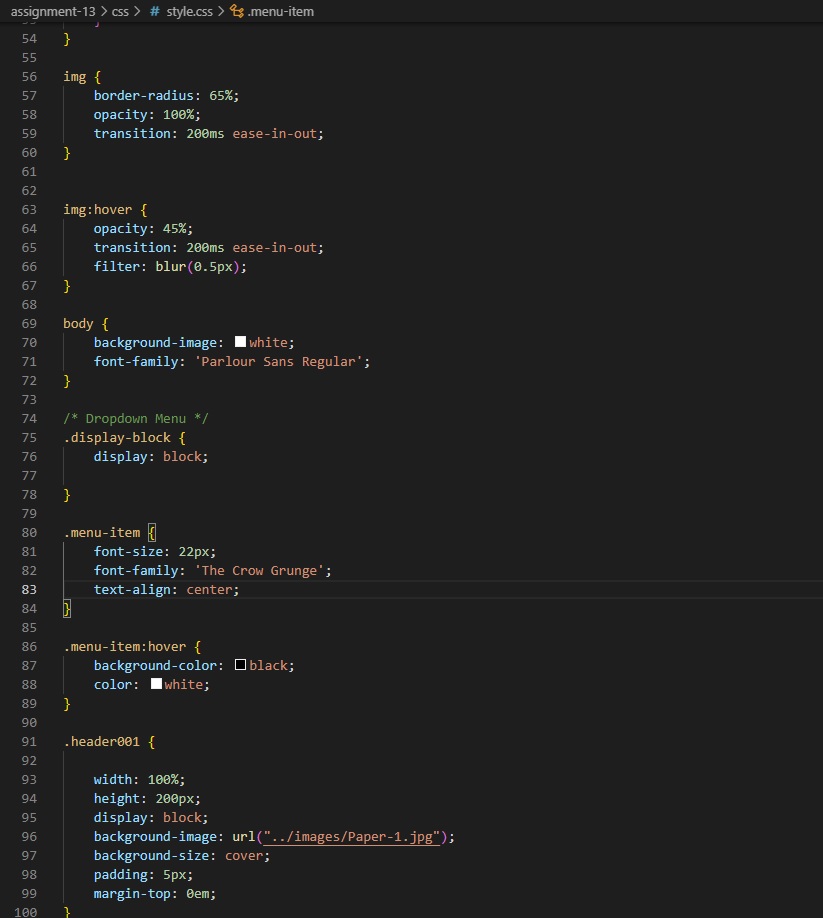 assignment-13 > css > # style.css > .menu-item
54 }
55
56 img {
57 border-radius: 65%;
58 opacity: 100%;
59 transition: 200ms ease-in-out;
60 }
61
62
63 img:hover {
64 opacity: 45%;
65 transition: 200ms ease-in-out;
66 filter: blur(0.5px);
67 }
68
69 body {
70 background-image: white;
71 font-family: 'Parlour Sans Regular';
72 }
73
74 /* Dropdown Menu */
75 .display-block {
76 display: block;
77
78 }
79
80 .menu-item {
81 font-size: 22px;
82 font-family: 'The Crow Grunge';
83 text-align: center;
84 }
85
86 .menu-item:hover {
87 background-color: black;
88 color: white;
89 }
90
91 .header001 {
92
93 width: 100%;
94 height: 200px;
95 display: block;
96 background-image: url("../images/Paper-1.jpg");
97 background-size: cover;
98 padding: 5px;
99 margin-top: 0em;
100 }